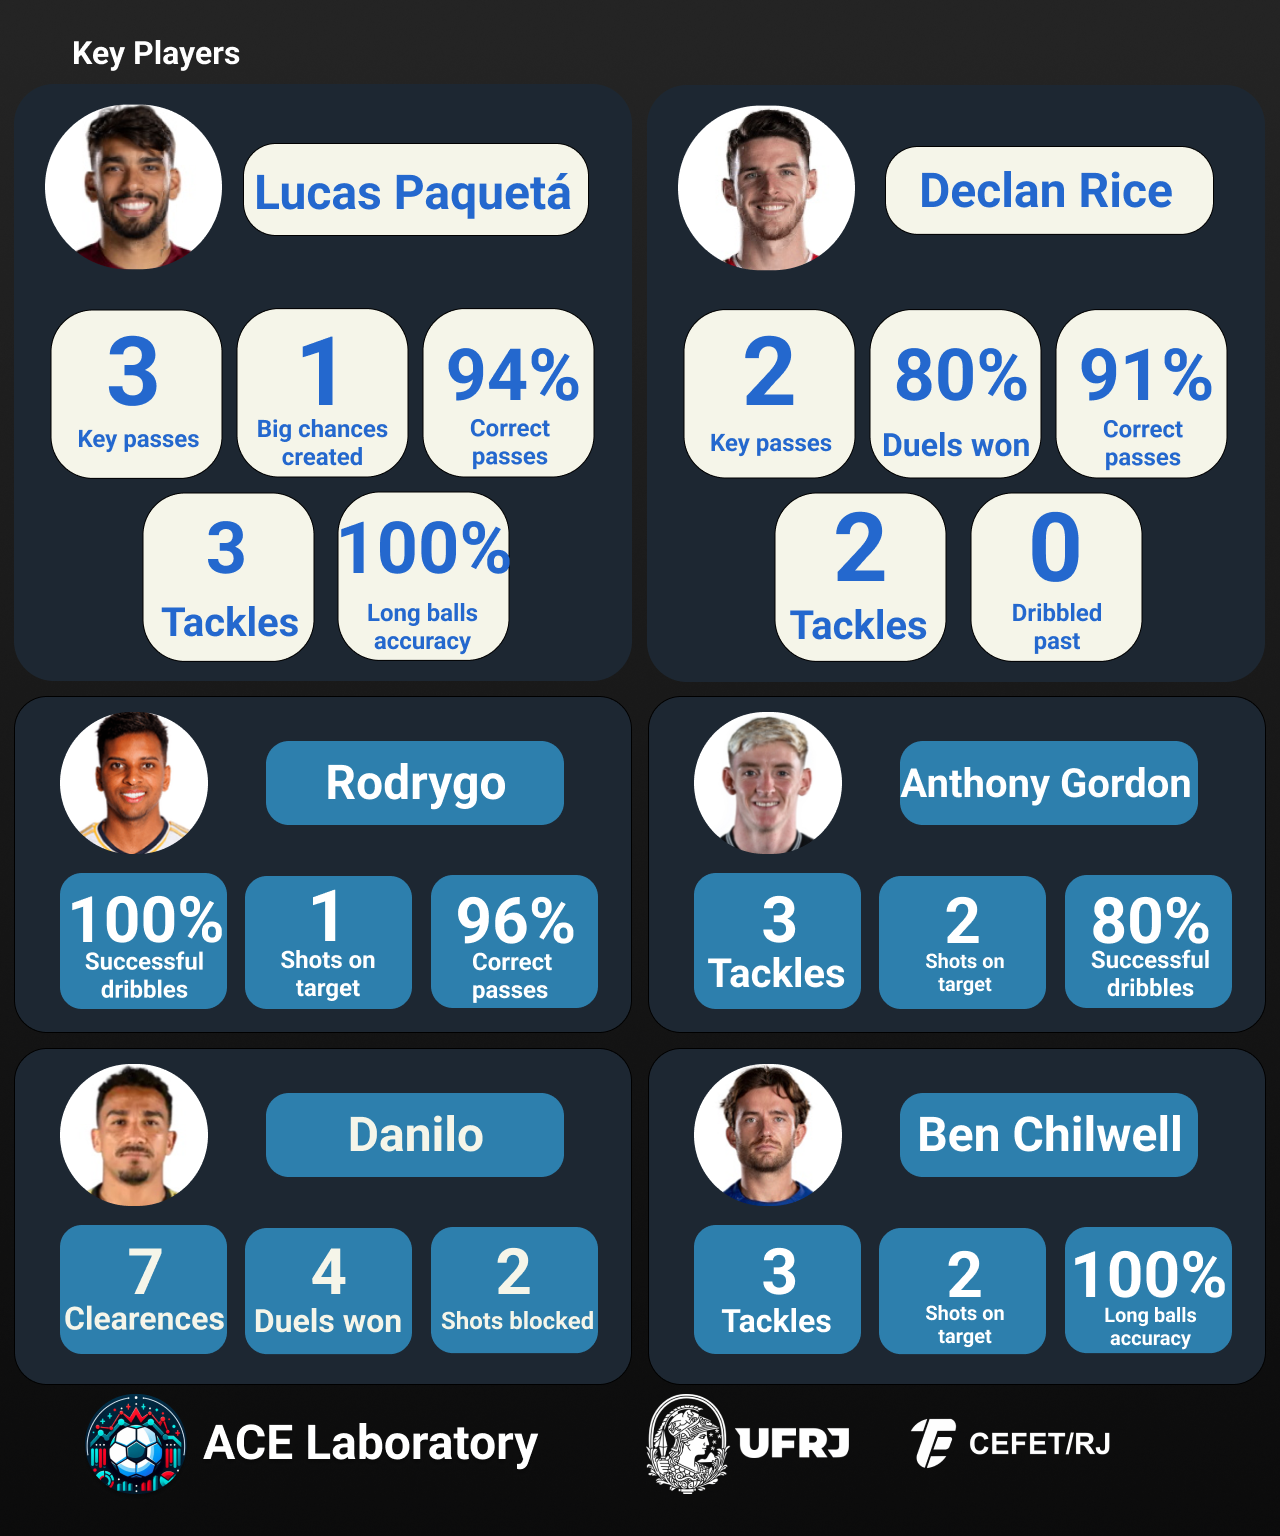 Key Players
Lucas Paquetá
3
Key passes
1
Big chances
created
94%
Correct
passes
3
Tackles
100%
Long balls
accuracy
Declan Rice
2
Key passes
80%
Duels won
91%
Correct
passes
2
Tackles
0
Dribbled
past
Rodrygo
100%
Successful
dribbles
1
Shots on
target
96%
Correct
passes
Anthony Gordon
3
Tackles
2
Shots on
target
80%
Successful
dribbles
Danilo
7
Clearences
4
Duels won
2
Shots blocked
Ben Chilwell
3
Tackles
2
Shots on
target
100%
Long balls
accuracy
ACE Laboratory
UFRJ
CEFET/RJ